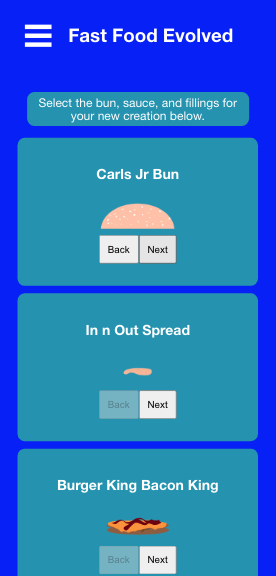 Fast Food Evolved
Select the bun, sauce, and fillings for
your new creation below.
Carls Jr Bun
Back Next
In n Out Spread
Back Next
Burger King Bacon King
Back Next